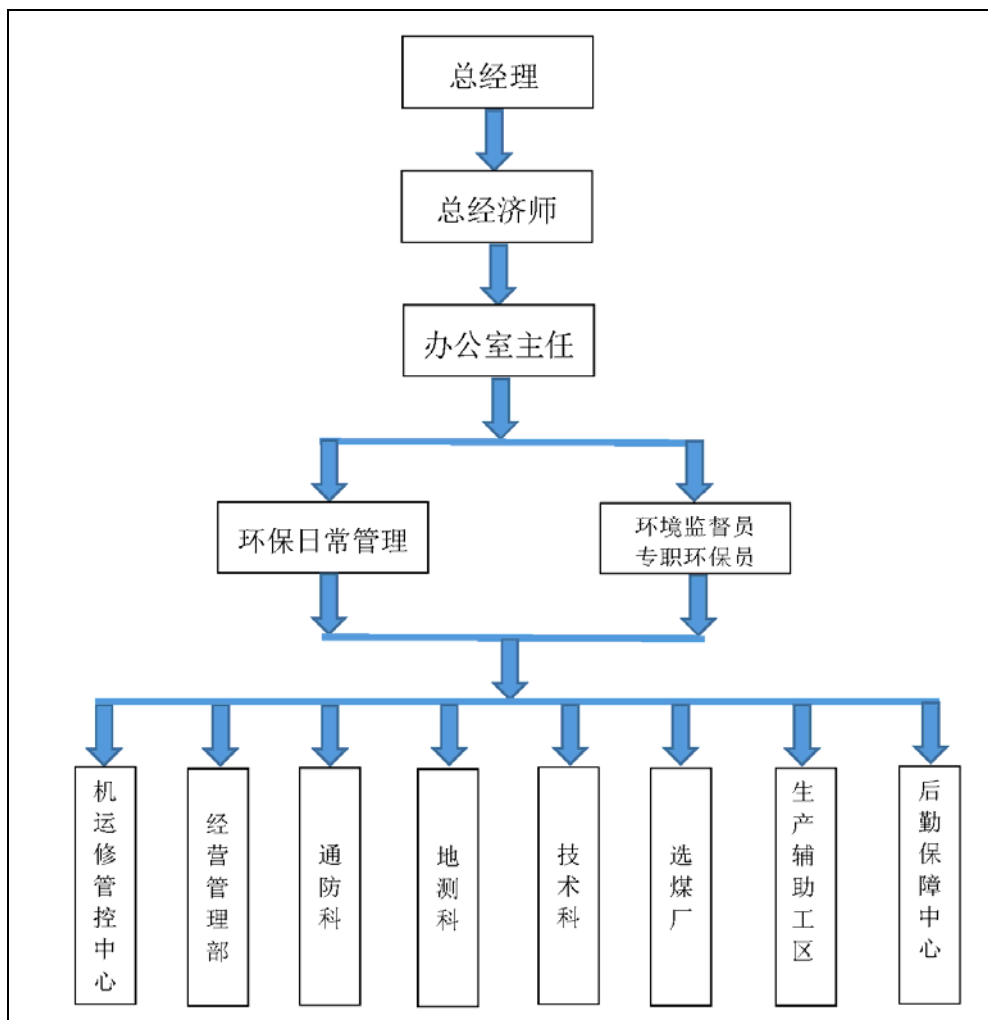 总经理
总经济师
办公室主任
环保日常管理
环境监督员
专职环保员
机运修管控中心
经营管理部
通防科
地测科
技术科
选煤厂
生产辅助工区
后勤保障中心